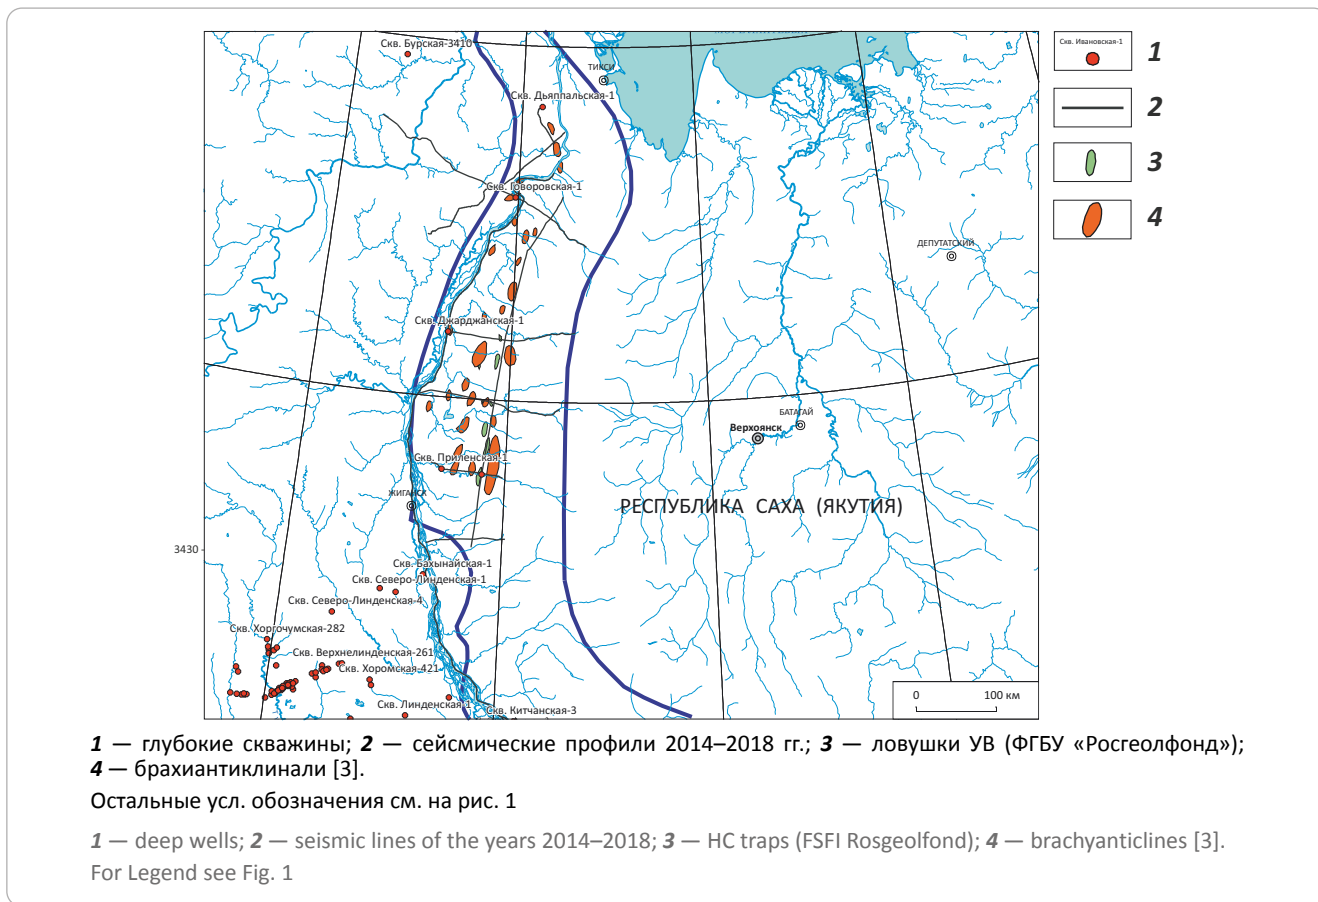 Скв. Бурская-3410
ТИКСИ
Скв. Дьяппальская-1
Скв. Говоровская-1
ДЕПУТАТСКИЙ
Скв. Джарджанская-1
БАТАГАЙ
Верхоянск
Скв. Приленская-1
ЖИГАНСК
РЕСПУБЛИКА САХА (ЯКУТИЯ)
3430
Скв. Бахынайская-1
Скв. Северо-Линденская-1
Скв. Северо-Линденская-4
Скв. Хоргочумская-282
Скв. Верхнелинденская-261
Скв. Хоромская-421
Скв. Линденская-1
Скв. Китчанская-3
0 100 км
Скв. Ивановская-1
1
2
3
4
1 — глубокие скважины; 2 — сейсмические профили 2014–2018 гг.; 3 — ловушки УВ (ФГБУ «Росгеолфонд»);
4 — брахиантиклинали [3].
Остальные усл. обозначения см. на рис. 1
1 — deep wells; 2 — seismic lines of the years 2014–2018; 3 — HC traps (FSFI Rosgeolfond); 4 — brachyanticlines [3].
For Legend see Fig. 1